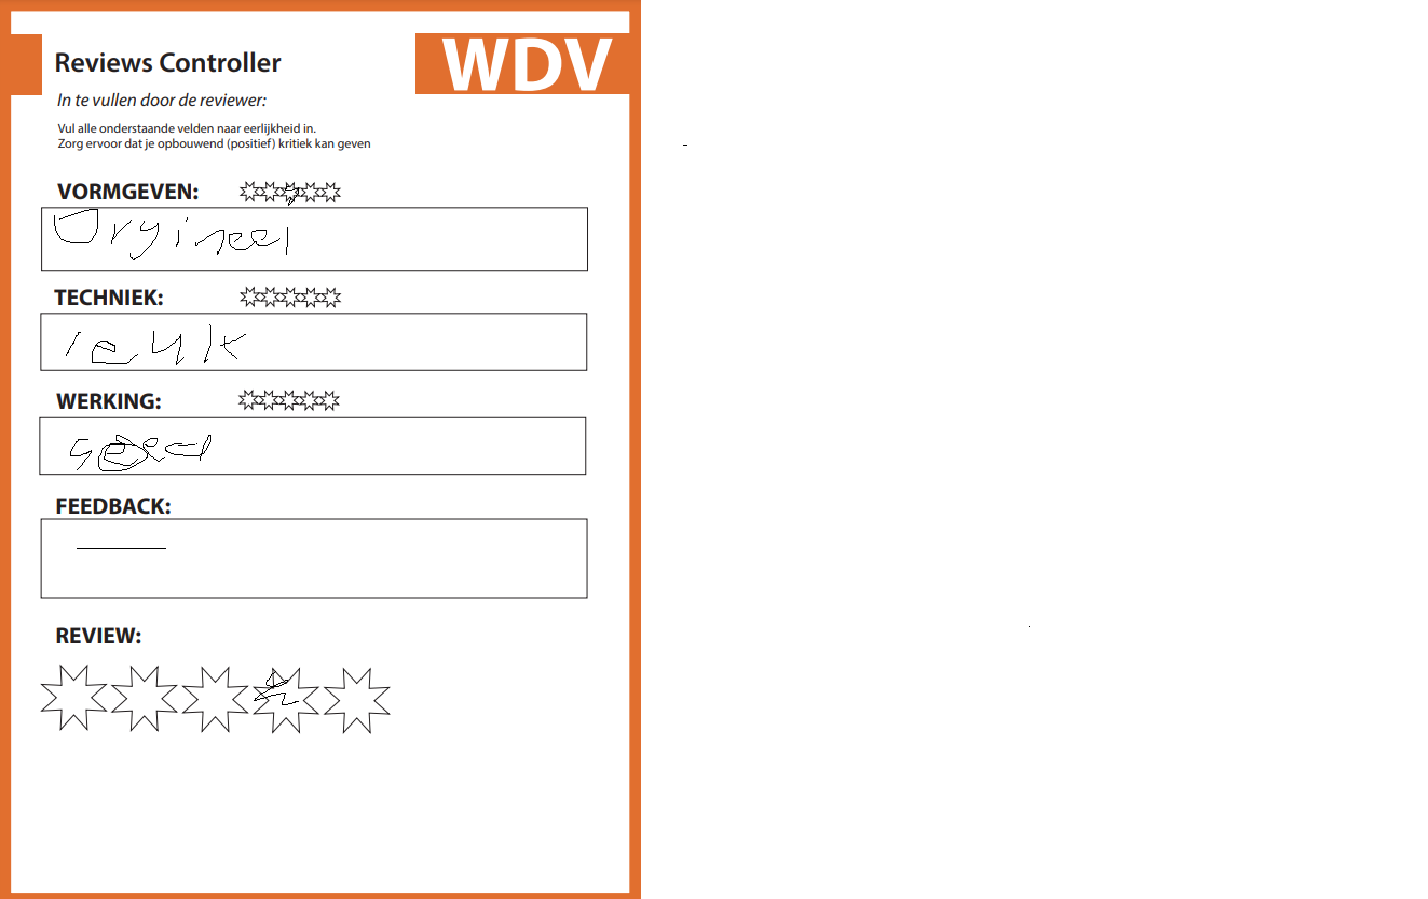 WDV
Reviews Controller
In te vullen door de reviewer:
Vul alle onderstaande velden naar eerlijkheid in.
Zorg ervoor dat je opbouwend (positief) kritiek kan geven
VORMGEVEN:
Orgineel
TECHNIEK:
leuk
WERKING:
goed
FEEDBACK:
REVIEW: